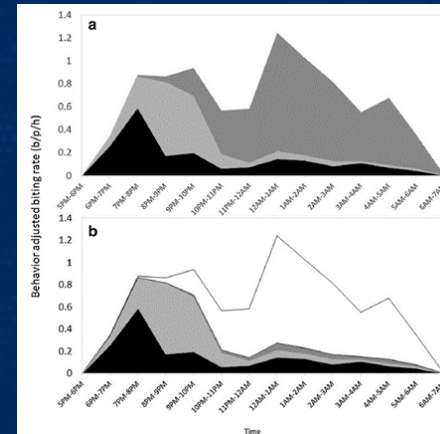 a
1.4
1.2
1
0.8
0.6
0.4
0.2
0
5PM-6PM
6PM-7PM
7PM-8PM
8PM-9PM
9PM-10PM
10PM-11PM
11PM-12AM
12AM-1AM
1AM-2AM
2AM-3AM
3AM-4AM
4AM-5AM
5AM-6AM
6AM-7AM
Behavior adjusted biting rate (b/p/h)
b
1.4
1.2
1
0.8
0.6
0.4
0.2
0
5PM-6PM
6PM-7PM
7PM-8PM
8PM-9PM
9PM-10PM
10PM-11PM
11PM-12AM
12AM-1AM
1AM-2AM
2AM-3AM
3AM-4AM
4AM-5AM
5AM-6AM
6AM-7AM
Time